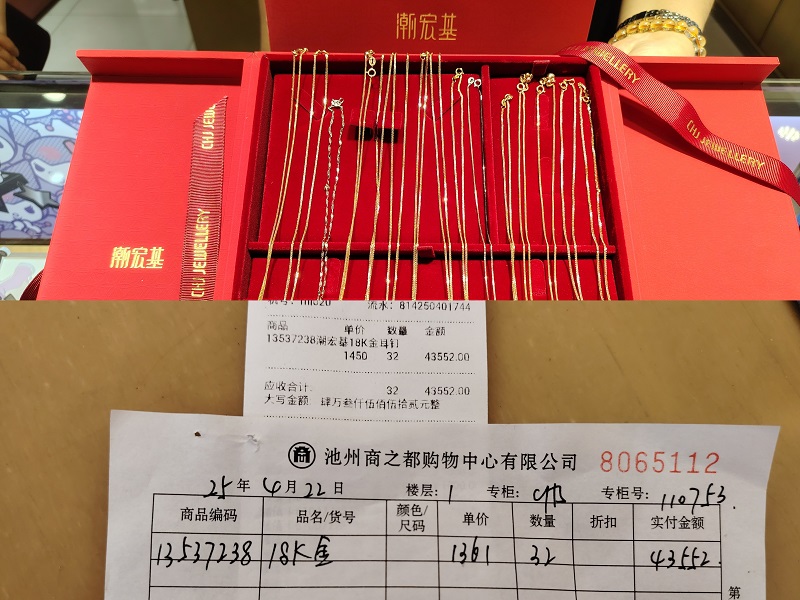 潮宏基
JEWELLERY
CHJ JEWELLERY
CHJ JEW
CHJ JEWELLERY
潮宏基
流水: 814250401744
商品 单价 数量 金额
13537238潮宏基18K金耳钉
1450 32 43552.00
应收合计: 32 43552.00
大写金额: 肆万叁仟伍佰伍拾贰元整
商 池州商之都购物中心有限公司 8065112
25年4月22日 楼层: 1 专柜: 专柜号: 110753.
商品编码 品名/货号 颜色/尺码 单价 数量 折扣 实付金额
13537238 18K金 1361 32 43552.
第